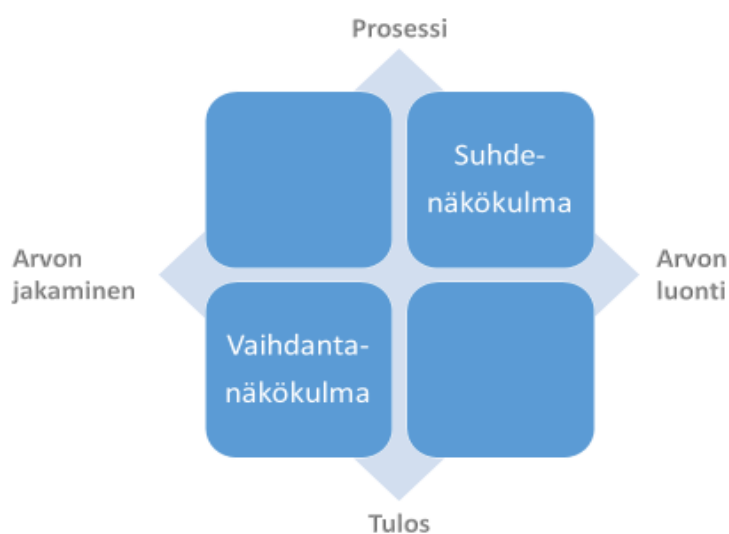 Prosessi
Suhde-
näkökulma
Arvon
jakaminen
Arvon
luonti
Vaihdanta-
näkökulma
Tulos